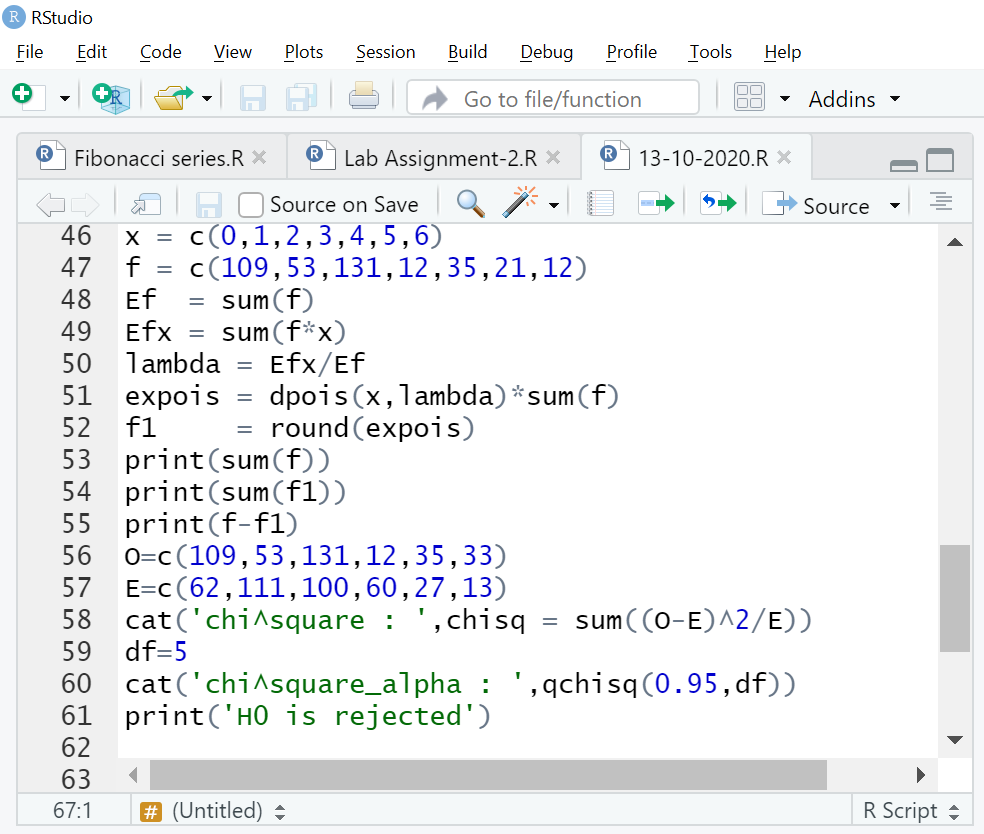 R RStudio
File Edit Code View Plots Session Build Debug Profile Tools Help
R Go to file/function Addins
R Fibonacci series.R R Lab Assignment-2.R R 13-10-2020.R
Source on Save Source
46 x = c(0,1,2,3,4,5,6)
47 f = c(109,53,131,12,35,21,12)
48 Ef  = sum(f)
49 Efx = sum(f*x)
50 lambda = Efx/Ef
51 expois = dpois(x,lambda)*sum(f)
52 f1     = round(expois)
53 print(sum(f))
54 print(sum(f1))
55 print(f-f1)
56 O=c(109,53,131,12,35,33)
57 E=c(62,111,100,60,27,13)
58 cat('chi^square : ',chisq = sum((O-E)^2/E))
59 df=5
60 cat('chi^square_alpha : ',qchisq(0.95,df))
61 print('H0 is rejected')
62
63
67:1 # (Untitled) R Script